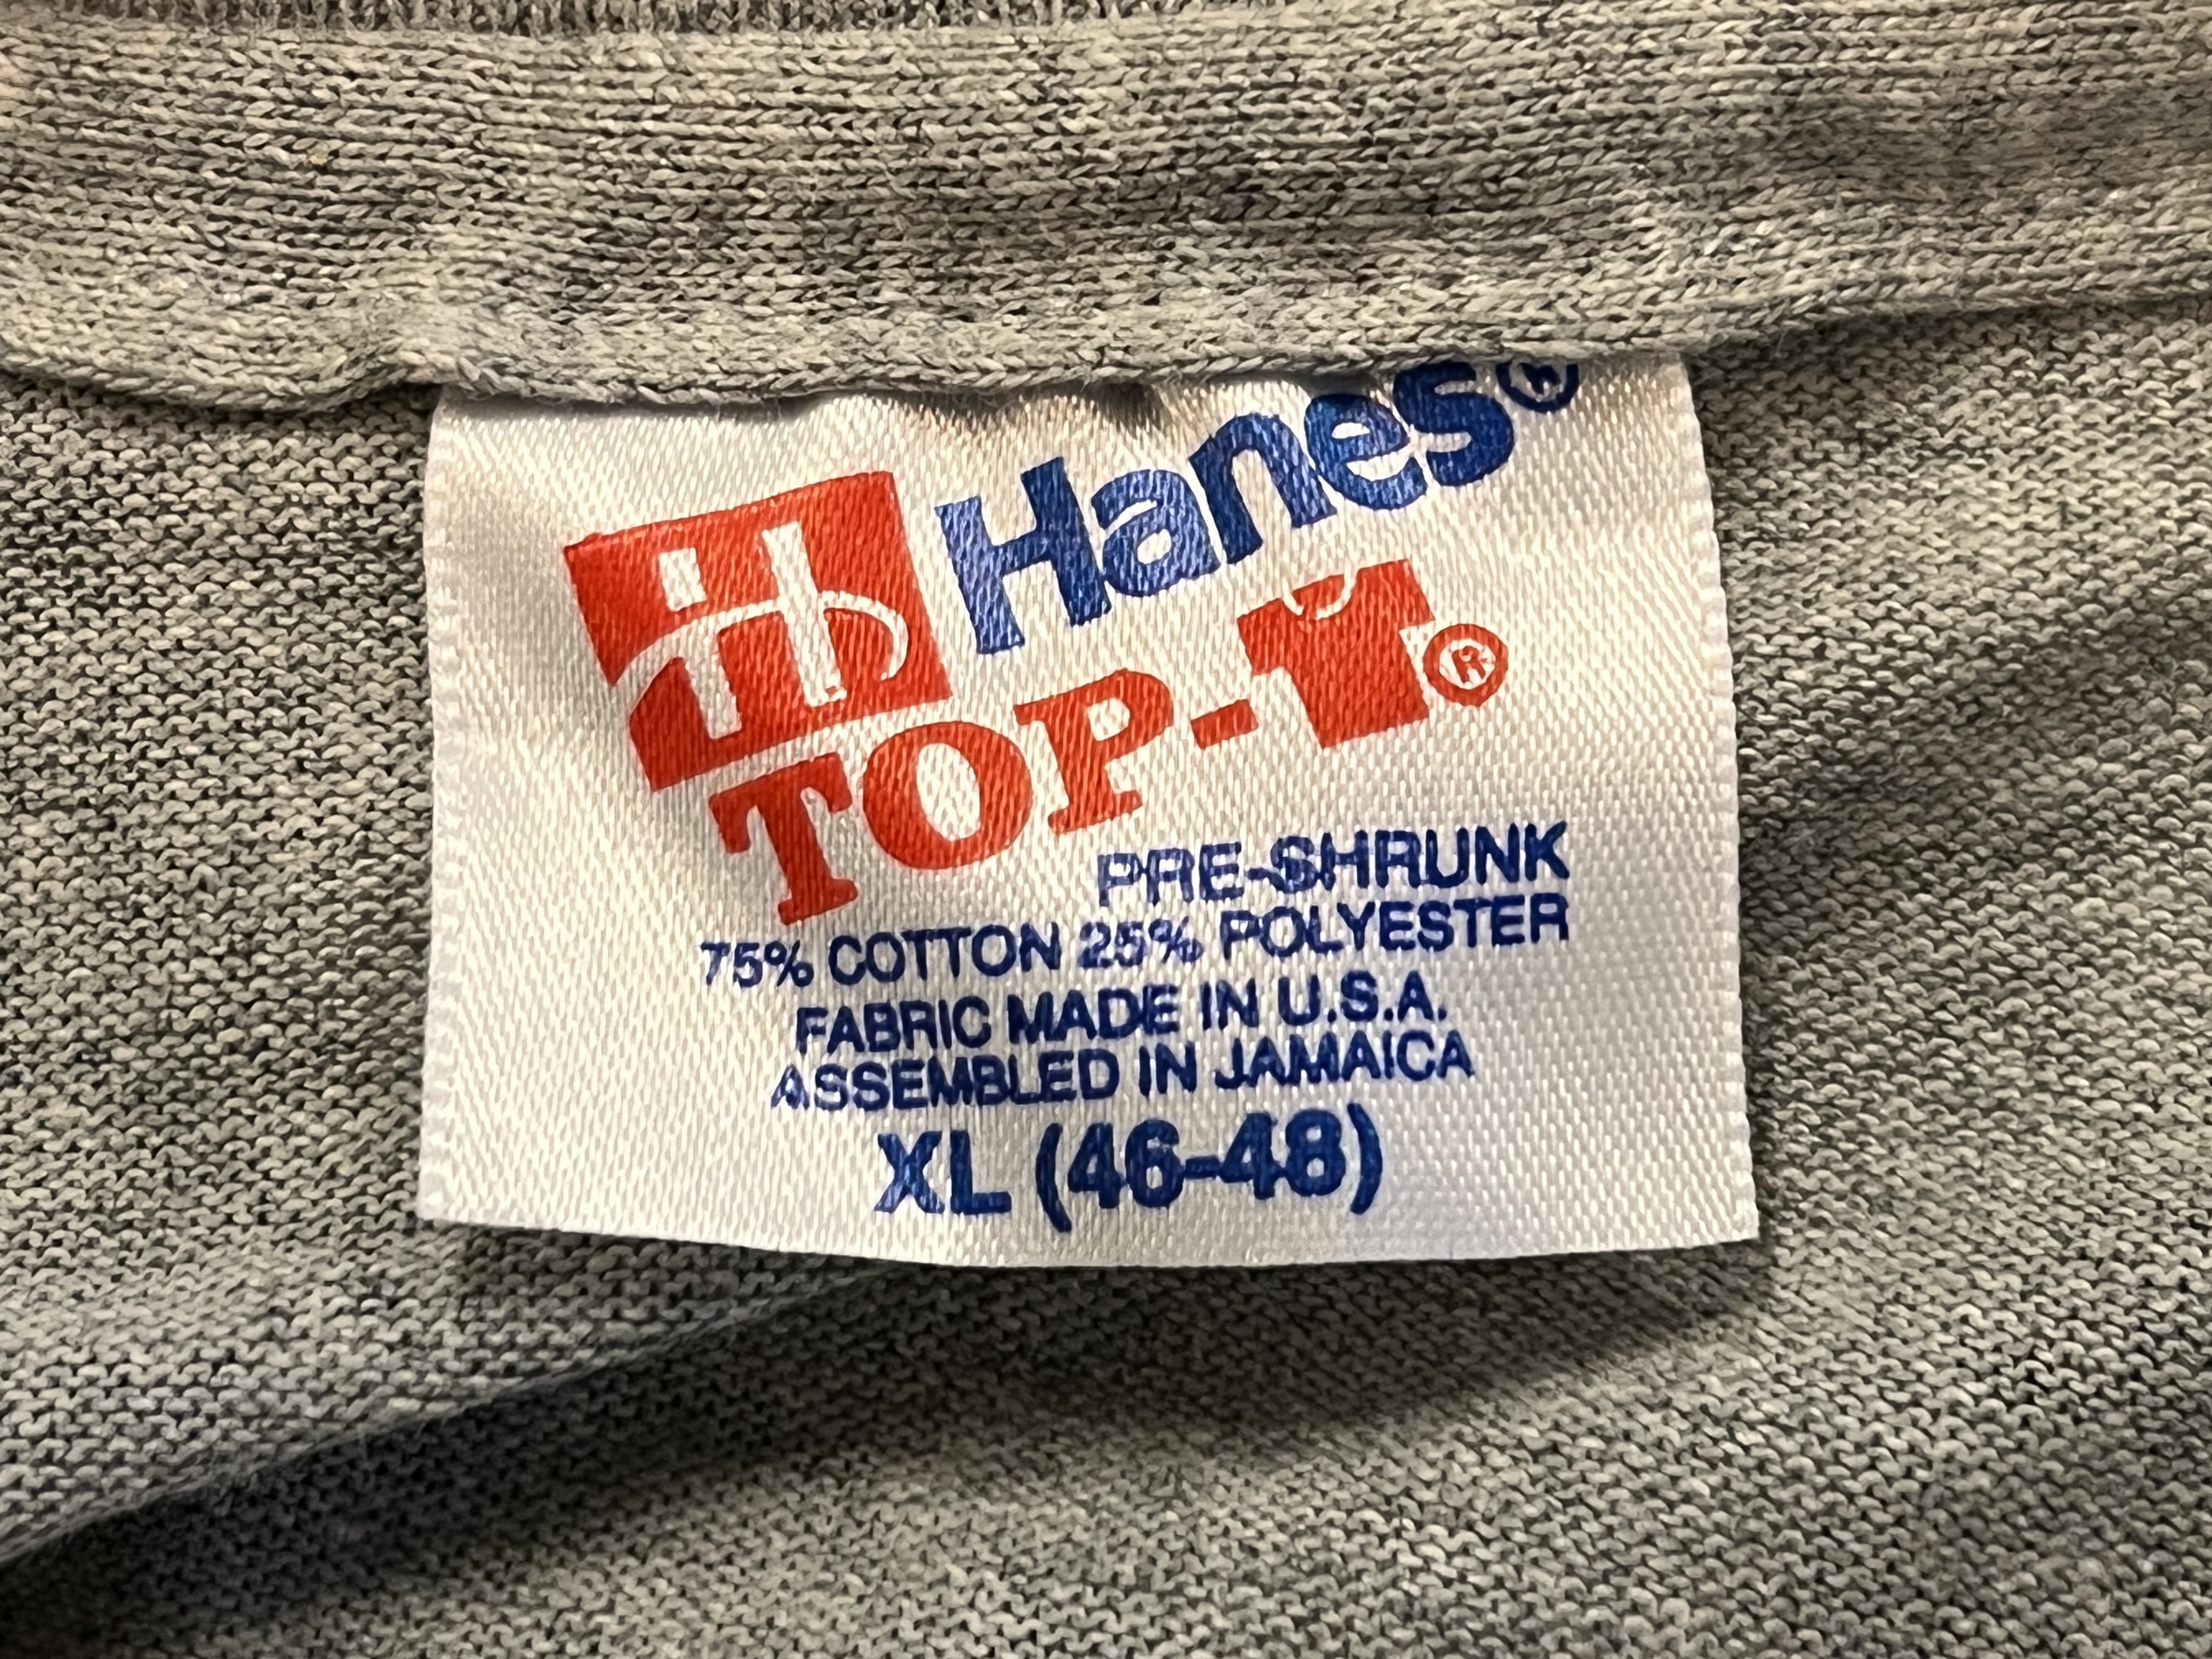 Hanes®
TOP-T®
PRE-SHRUNK
75% COTTON 25% POLYESTER
FABRIC MADE IN U.S.A.
ASSEMBLED IN JAMAICA
XL (46-48)